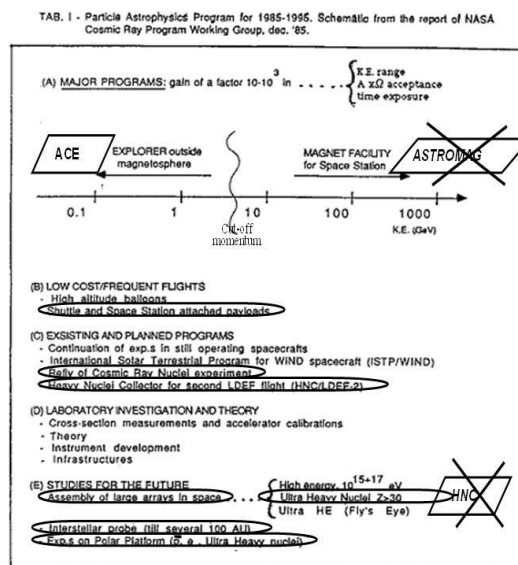 TAB. I - Particle Astrophysics Program for 1985-1995. Schematic from the report of NASA
Cosmic Ray Program Working Group, dec. '85.
(A) MAJOR PROGRAMS: gain of a factor 10-10³ in . . . . .
K.E. range
A xΩ acceptance
time exposure
ACE
EXPLORER outside
magnetosphere
MAGNET FACILITY
for Space Station
ASTROMAG
0.1 1 10 100 1000
Cut-off
momentum
K.E. (GeV)
(B) LOW COST/FREQUENT FLIGHTS
- High altitude balloons
Shuttle and Space Station attached payloads
(C) EXSISTING AND PLANNED PROGRAMS
- Continuation of exp.s in still operating spacecrafts
- International Solar Terrestrial Program for WIND spacecraft (ISTP/WIND)
Refly of Cosmic Ray Nuclei experiment
Heavy Nuclei Collector for second LDEF flight (HNC/LDEF-2)
(D) LABORATORY INVESTIGATION AND THEORY
- Cross-section measurements and accelerator calibrations
- Theory
- Instrument development
- Infrastructures
(E) STUDIES FOR THE FUTURE
Assembly of large arrays in space . . . .
High energy, 10¹⁵÷¹⁷ eV
Ultra Heavy Nuclei Z>30
Ultra HE (Fly's Eye)
HNC
- Interstellar probe (till several 100 AU)
Exp.s on Polar Platform (p̄, e⁻, Ultra Heavy nuclei)